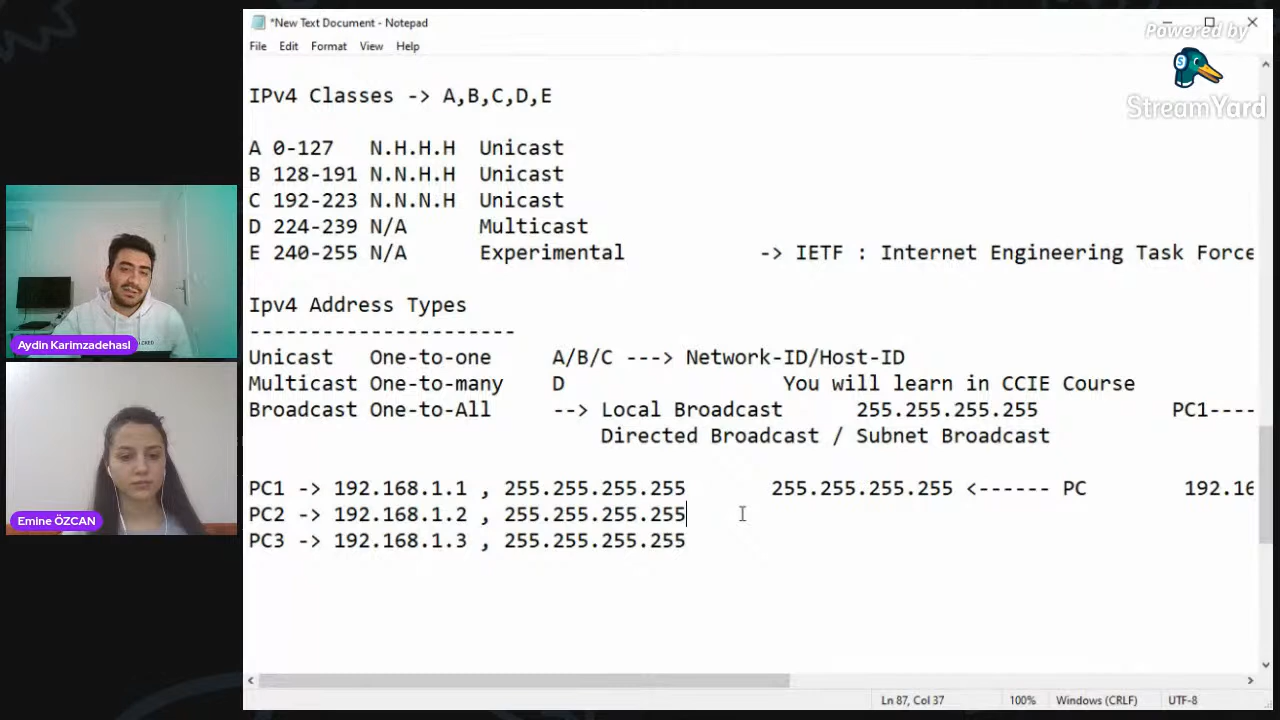 *New Text Document - Notepad
File Edit Format View Help
Powered by
StreamYard
IPv4 Classes -> A,B,C,D,E
A 0-127 N.H.H.H Unicast
B 128-191 N.N.H.H Unicast
C 192-223 N.N.N.H Unicast
D 224-239 N/A Multicast
E 240-255 N/A Experimental -> IETF : Internet Engineering Task Force
Ipv4 Address Types
----------------------
Unicast One-to-one A/B/C ---> Network-ID/Host-ID
Multicast One-to-many D You will learn in CCIE Course
Broadcast One-to-All --> Local Broadcast 255.255.255.255 PC1----
Directed Broadcast / Subnet Broadcast
PC1 -> 192.168.1.1 , 255.255.255.255 255.255.255.255 <------ PC 192.16
PC2 -> 192.168.1.2 , 255.255.255.255
PC3 -> 192.168.1.3 , 255.255.255.255
Aydin Karimzadehasl
Emine ÖZCAN
Ln 87, Col 37 100% Windows (CRLF) UTF-8